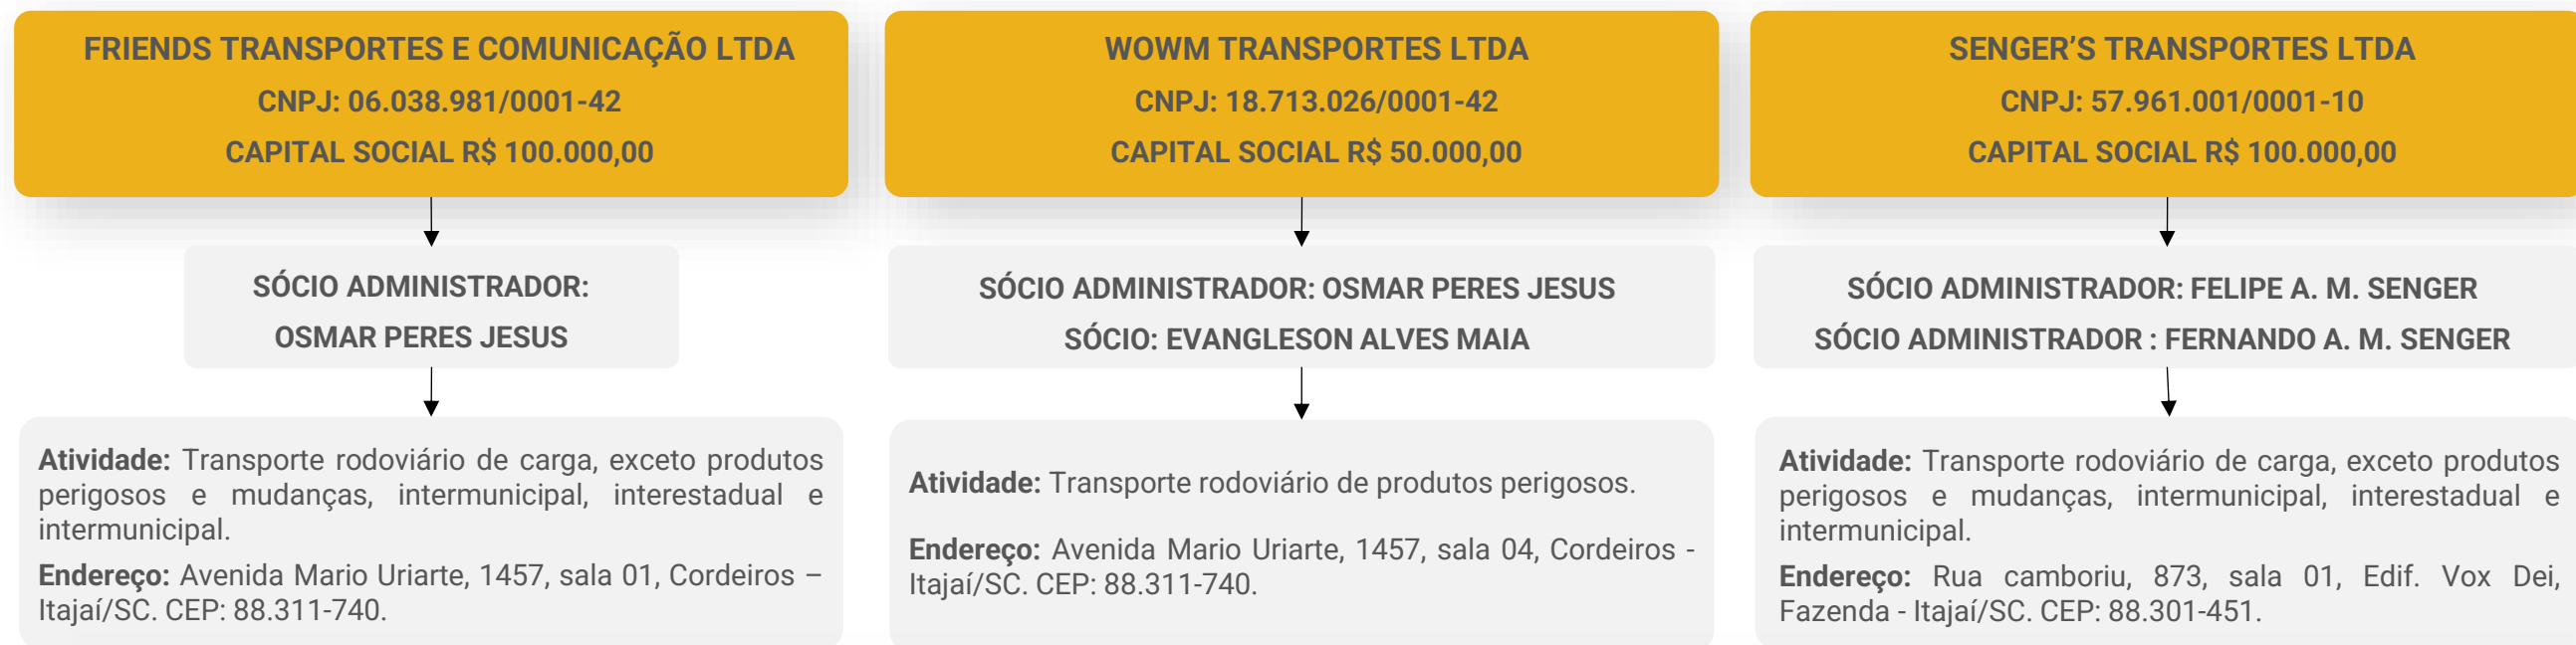 FRIENDS TRANSPORTES E COMUNICAÇÃO LTDA
CNPJ: 06.038.981/0001-42
CAPITAL SOCIAL R$ 100.000,00
SÓCIO ADMINISTRADOR:
OSMAR PERES JESUS
Atividade: Transporte rodoviário de carga, exceto produtos
perigosos e mudanças, intermunicipal, interestadual e
intermunicipal.
Endereço: Avenida Mario Uriarte, 1457, sala 01, Cordeiros –
Itajaí/SC. CEP: 88.311-740.
WOWM TRANSPORTES LTDA
CNPJ: 18.713.026/0001-42
CAPITAL SOCIAL R$ 50.000,00
SÓCIO ADMINISTRADOR: OSMAR PERES JESUS
SÓCIO: EVANGLESON ALVES MAIA
Atividade: Transporte rodoviário de produtos perigosos.
Endereço: Avenida Mario Uriarte, 1457, sala 04, Cordeiros -
Itajaí/SC. CEP: 88.311-740.
SENGER’S TRANSPORTES LTDA
CNPJ: 57.961.001/0001-10
CAPITAL SOCIAL R$ 100.000,00
SÓCIO ADMINISTRADOR: FELIPE A. M. SENGER
SÓCIO ADMINISTRADOR : FERNANDO A. M. SENGER
Atividade: Transporte rodoviário de carga, exceto produtos
perigosos e mudanças, intermunicipal, interestadual e
intermunicipal.
Endereço: Rua camboriu, 873, sala 01, Edif. Vox Dei,
Fazenda - Itajaí/SC. CEP: 88.301-451.